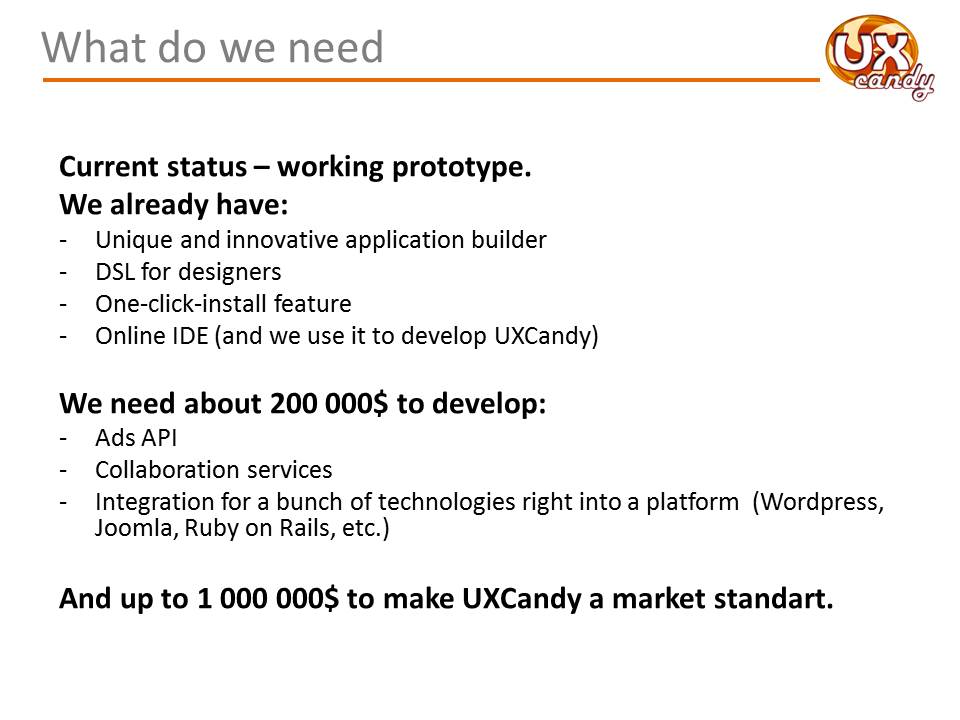 What do we need
UX
candy
Current status – working prototype.
We already have:
- Unique and innovative application builder
- DSL for designers
- One-click-install feature
- Online IDE (and we use it to develop UXCandy)
We need about 200 000$ to develop:
- Ads API
- Collaboration services
- Integration for a bunch of technologies right into a platform  (Wordpress,
Joomla, Ruby on Rails, etc.)
And up to 1 000 000$ to make UXCandy a market standart.